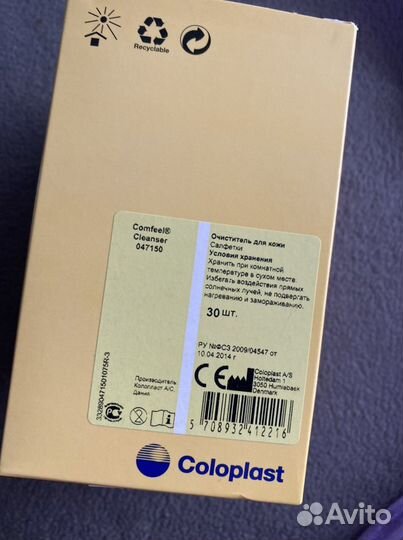 Recyclable
Comfeel®
Cleanser
047150
Очиститель для кожи
Салфетки
Условия хранения
Хранить при комнатной
температуре в сухом месте.
Избегать воздействия прямых
солнечных лучей, не подвергать
нагреванию и замораживанию.
30 шт.
РУ №ФСЗ 2009/04547 от
10.04.2014 г
Производитель:
Колопласт А/С,
Дания
Coloplast A/S
Holtedam 1
3050 Humlebaek
Denmark
CE
5 708932 412216
Coloplast
Avito